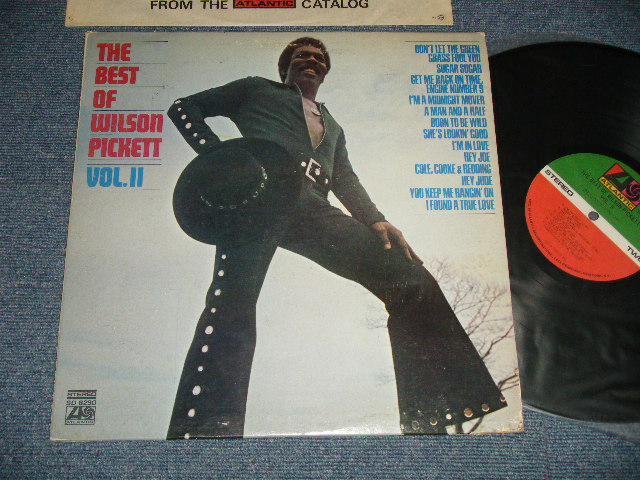 FROM THE ATLANTIC CATALOG
THE
BEST
OF
WILSON
PICKETT
VOL. II
DON'T LET THE GREEN
GRASS FOOL YOU
SUGAR SUGAR
GET ME BACK ON TIME,
ENGINE NUMBER 9
I'M A MIDNIGHT MOVER
A MAN AND A HALF
BORN TO BE WILD
SHE'S LOOKIN' GOOD
I'M IN LOVE
HEY JOE
COLE, COOKE & REDDING
HEY JUDE
YOU KEEP ME HANGIN' ON
I FOUND A TRUE LOVE
STEREO
SD 8290
ATLANTIC
STEREO
ATLANTIC
TWO